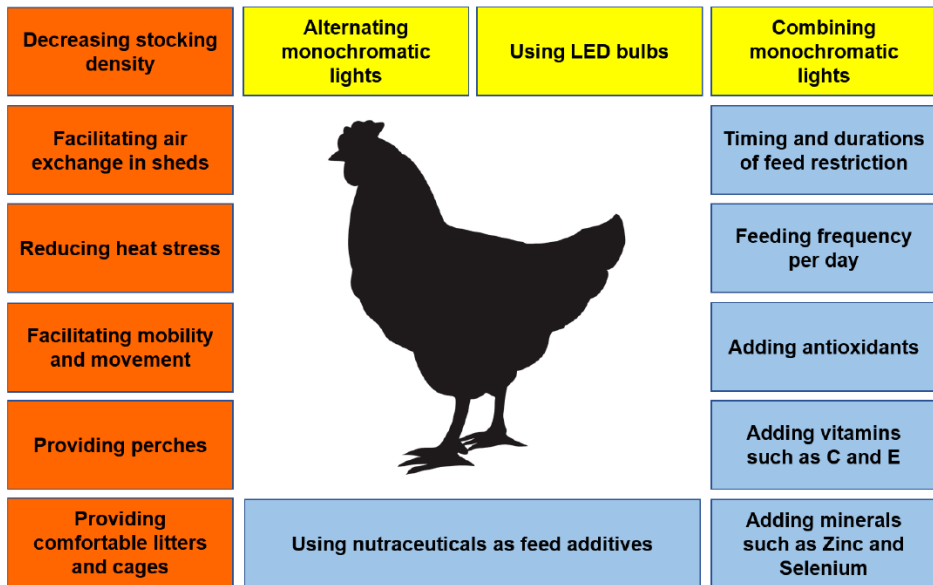 Decreasing stocking
density
Alternating
monochromatic
lights
Using LED bulbs
Combining
monochromatic
lights
Facilitating air
exchange in sheds
Timing and durations
of feed restriction
Reducing heat stress
Feeding frequency
per day
Facilitating mobility
and movement
Adding antioxidants
Providing perches
Adding vitamins
such as C and E
Providing
comfortable litters
and cages
Using nutraceuticals as feed additives
Adding minerals
such as Zinc and
Selenium